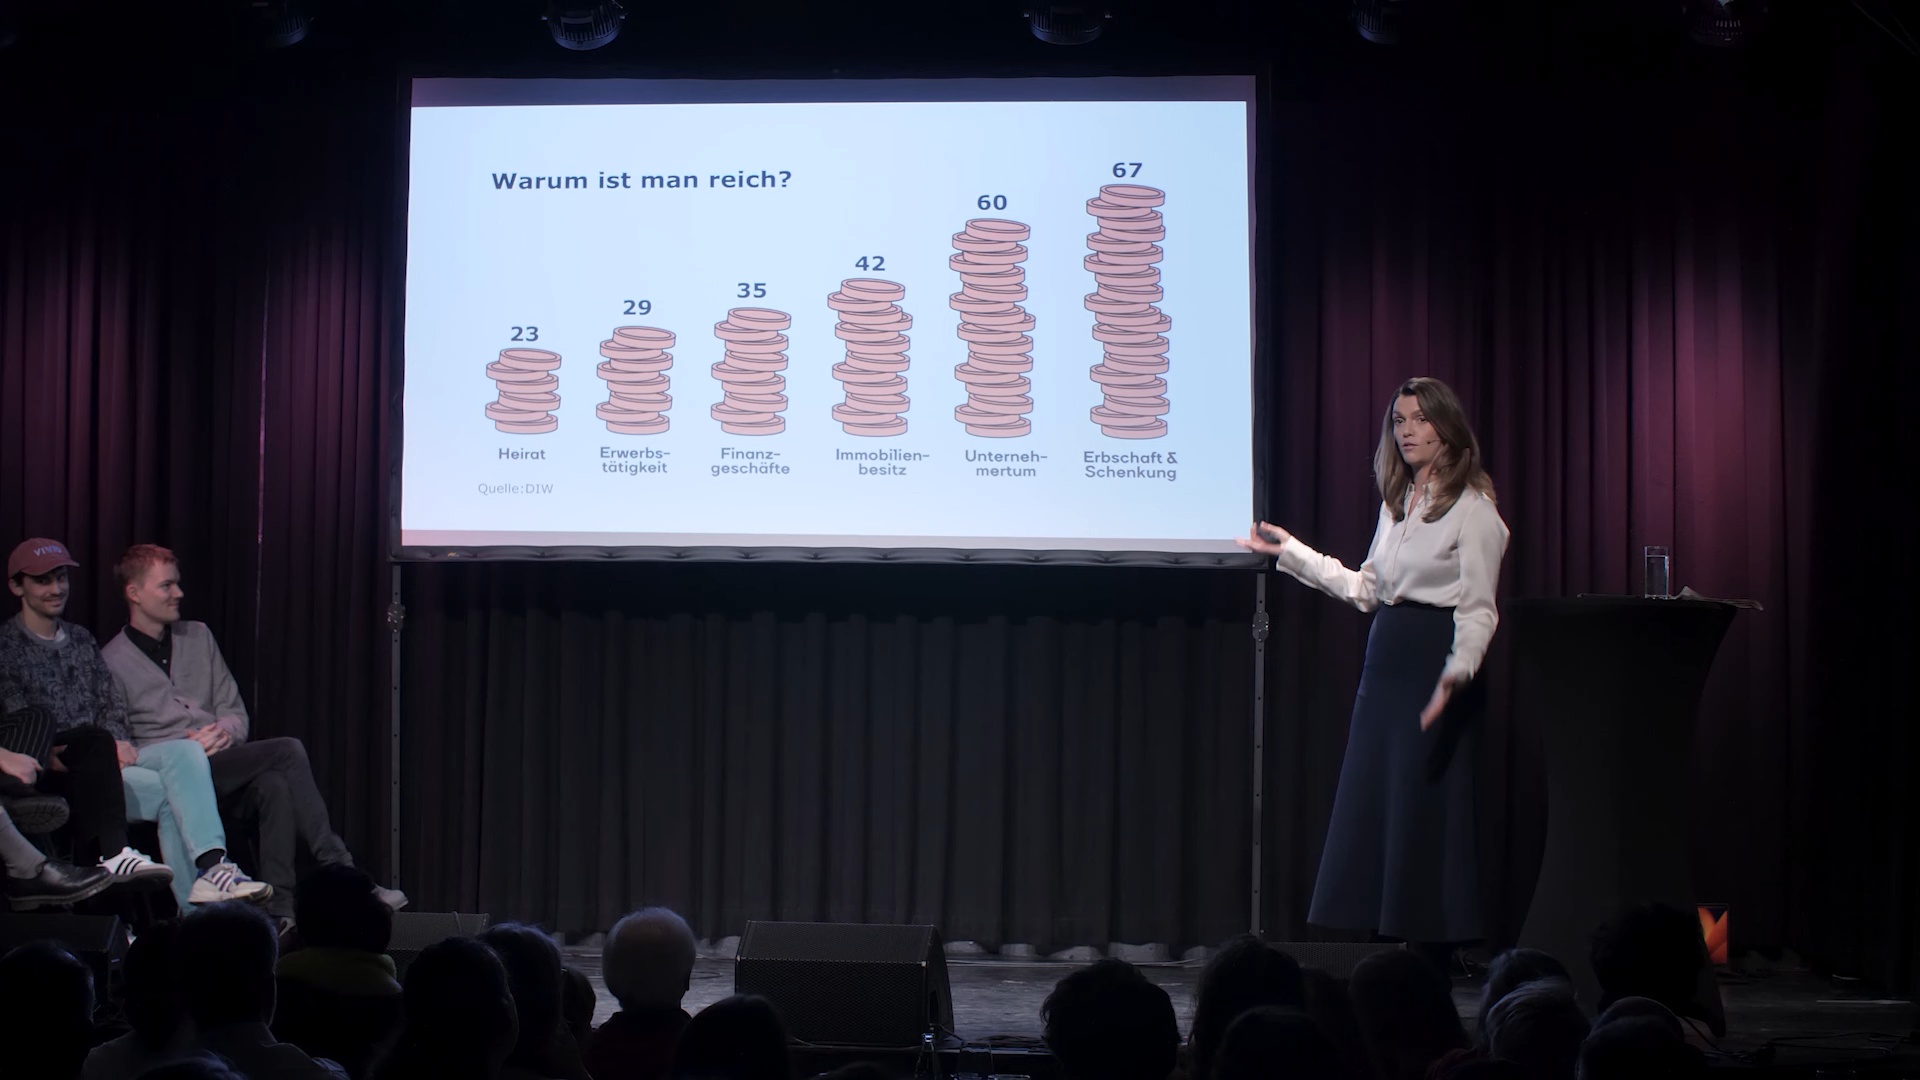 Warum ist man reich?
23
29
35
42
60
67
Heirat
Erwerbs-
tätigkeit
Finanz-
geschäfte
Immobilien-
besitz
Unterneh-
mertum
Erbschaft &
Schenkung
Quelle:DIW